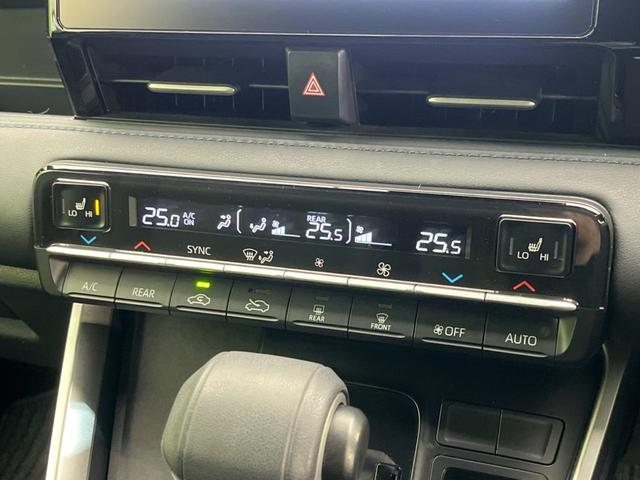 LO HI
25.0 A/C ON
REAR
25.5
25.5
LO HI
SYNC
A/C
REAR
REAR
FRONT
OFF
AUTO